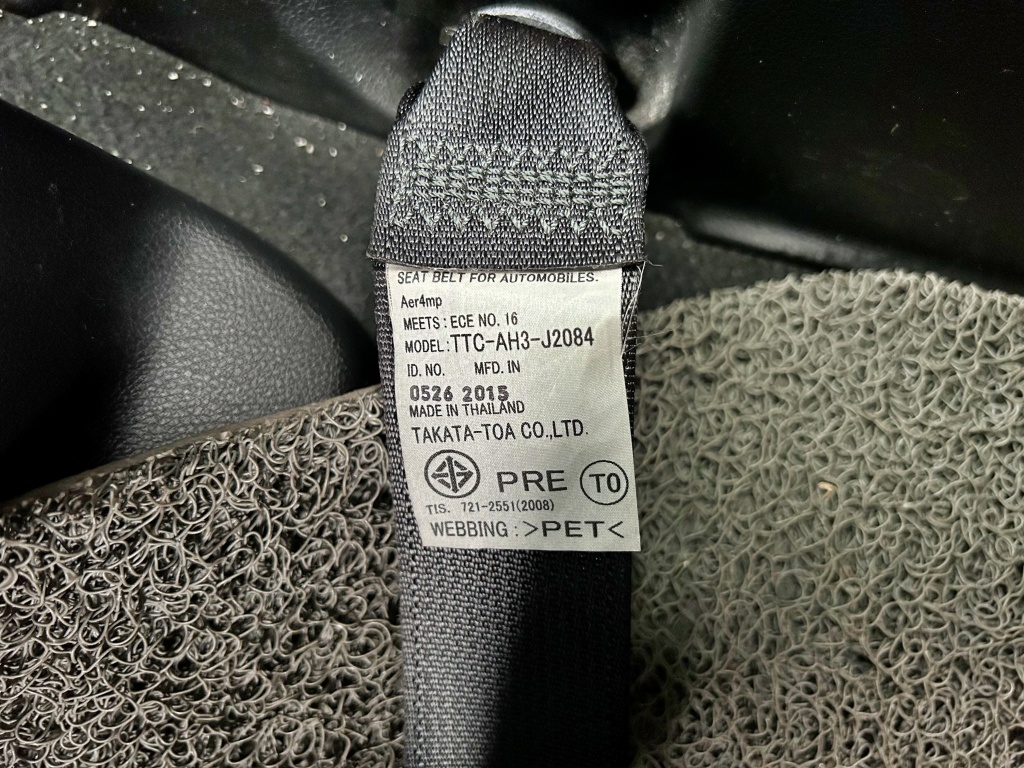 SEAT BELT FOR AUTOMOBILES.
Aer4mp
MEETS : ECE NO. 16
MODEL : TTC-AH3-J2084
ID. NO. MFD. IN
0526 2015
MADE IN THAILAND
TAKATA-TOA CO.,LTD.
PRE TO
TIS. 721-2551(2008)
WEBBING : >PET<